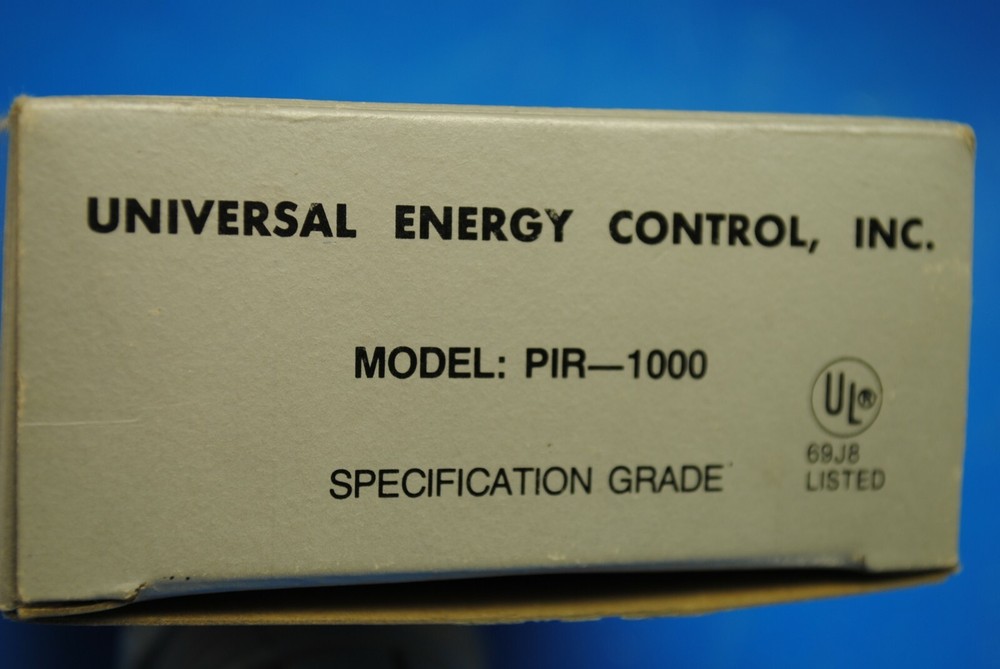 UNIVERSAL ENERGY CONTROL, INC.
MODEL: PIR—1000
UL®
69J8
LISTED
SPECIFICATION GRADE